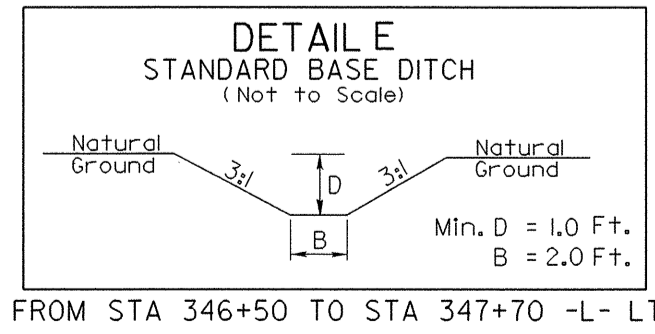 DETAIL E
STANDARD BASE DITCH
(Not to Scale)
Natural
Ground
3:1
D
3:1
Natural
Ground
B
Min. D = 1.0 Ft.
B = 2.0 Ft.
FROM STA 346+50 TO STA 347+70 -L- LT